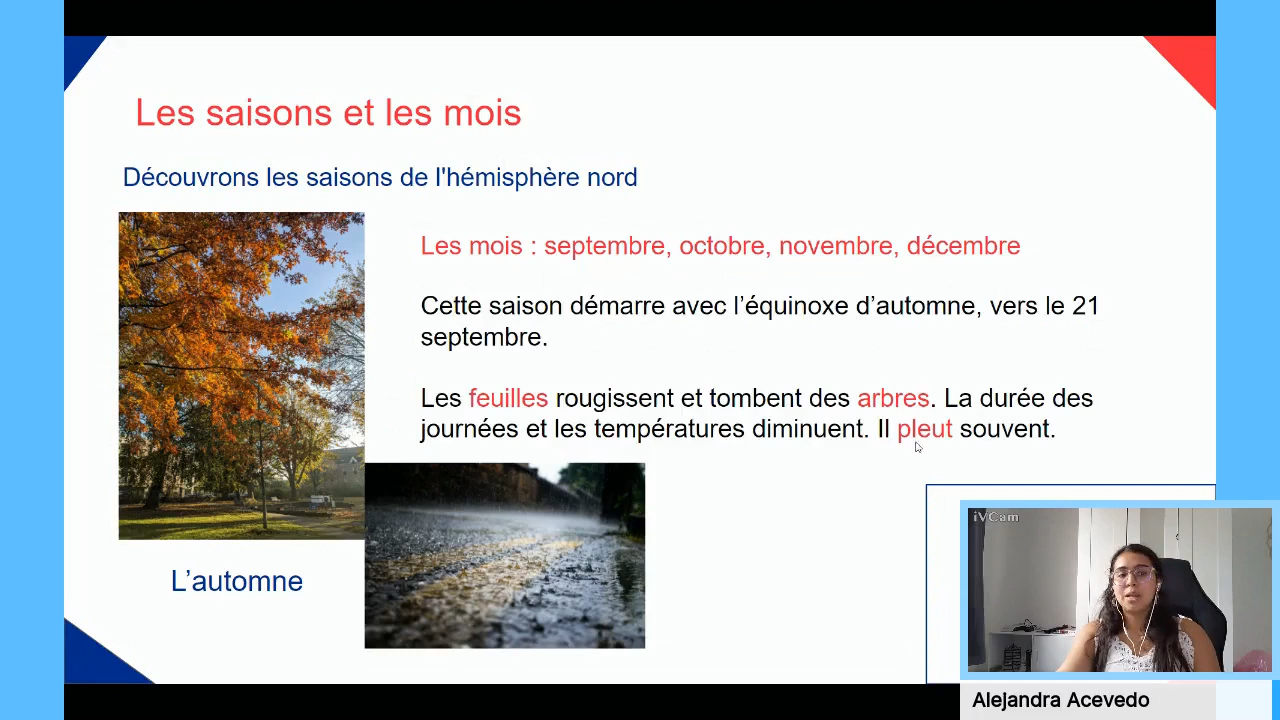 Les saisons et les mois
Découvrons les saisons de l'hémisphère nord
Les mois : septembre, octobre, novembre, décembre
Cette saison démarre avec l’équinoxe d’automne, vers le 21
septembre.
Les feuilles rougissent et tombent des arbres. La durée des
journées et les températures diminuent. Il pleut souvent.
L’automne
iVCam
Alejandra Acevedo